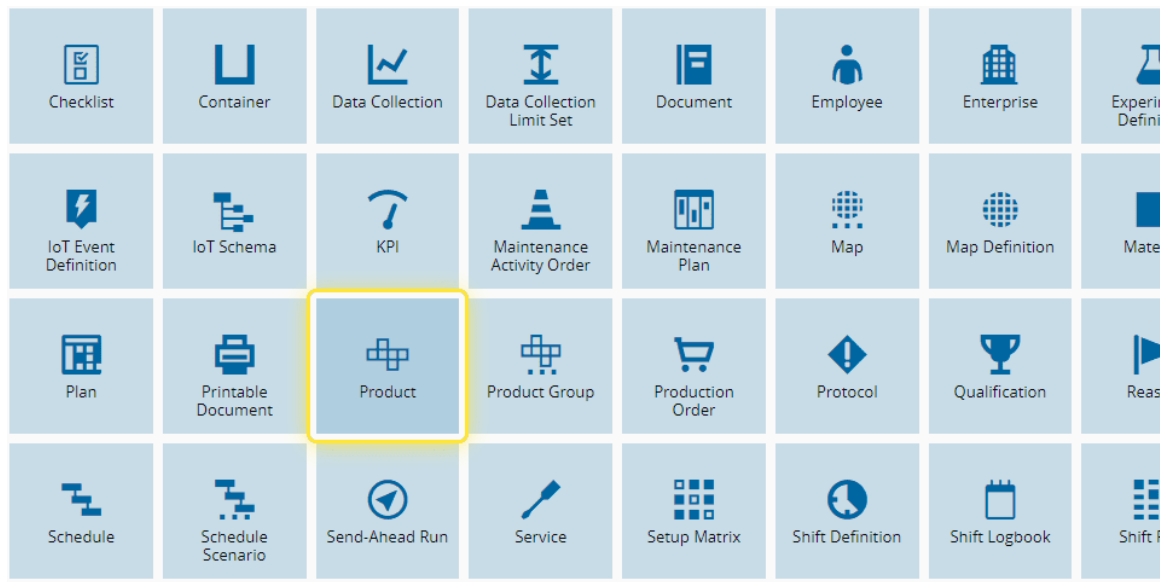 Checklist
Container
Data Collection
Data Collection
Limit Set
Document
Employee
Enterprise
IoT Event
Definition
IoT Schema
KPI
Maintenance
Activity Order
Maintenance
Plan
Map
Map Definition
Plan
Printable
Document
Product
Product Group
Production
Order
Protocol
Qualification
Schedule
Schedule
Scenario
Send-Ahead Run
Service
Setup Matrix
Shift Definition
Shift Logbook
Shift